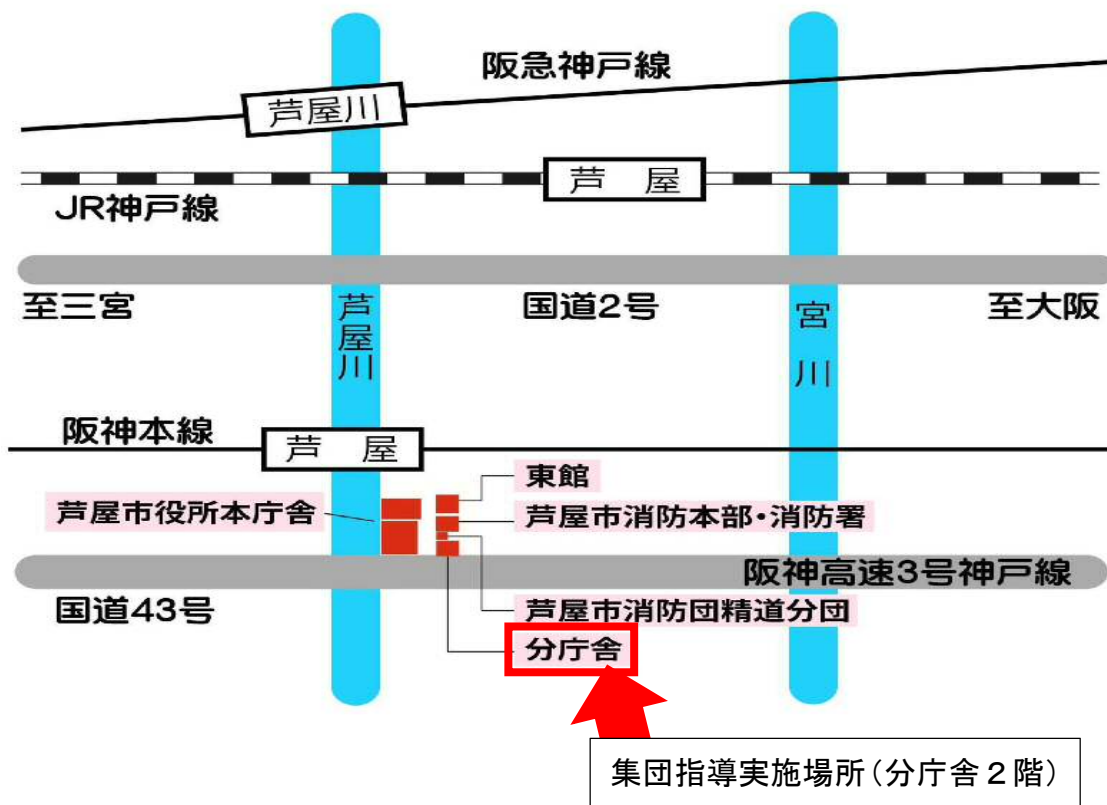 阪急神戸線
芦屋川
芦　屋
JR神戸線
至三宮
芦屋川
国道2号
宮川
至大阪
阪神本線
芦　屋
東館
芦屋市役所本庁舎
芦屋市消防本部・消防署
阪神高速3号神戸線
国道43号
芦屋市消防団精道分団
分庁舎
集団指導実施場所（分庁舎２階）